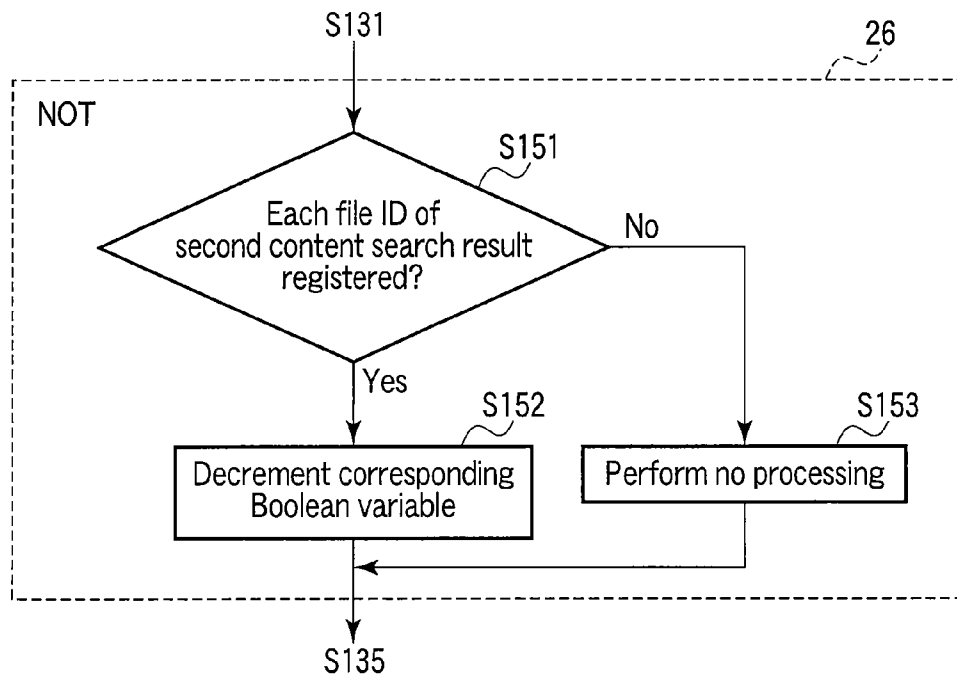 S131
26
NOT
S151
Each file ID of
second content search result
registered?
No
Yes
S152
S153
Decrement corresponding
Boolean variable
Perform no processing
S135